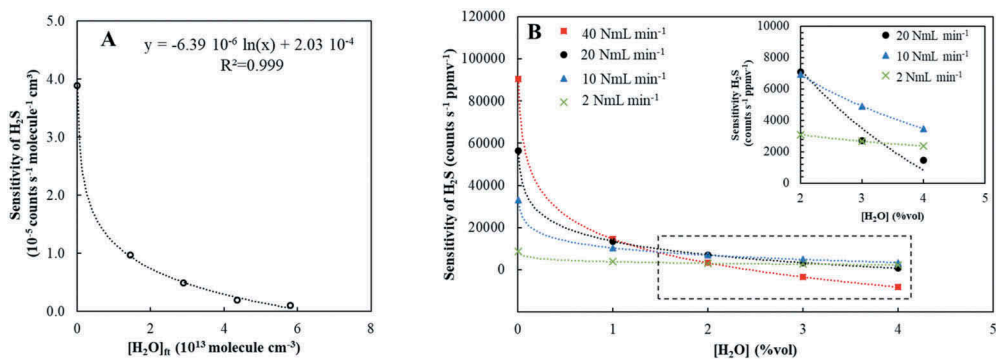 A
y = -6.39 10⁻⁶ ln(x) + 2.03 10⁻⁴
R²=0.999
Sensitivity of H₂S
(10⁻⁵ counts s⁻¹ molecule⁻¹ cm³)
5.0
4.0
3.0
2.0
1.0
0.0
0
2
4
6
8
[H₂O]ft (10¹³ molecule cm⁻³)
B
40 NmL min⁻¹
20 NmL min⁻¹
10 NmL min⁻¹
2 NmL min⁻¹
Sensitivity of H₂S (counts s⁻¹ ppmv⁻¹)
120000
100000
80000
60000
40000
20000
0
0
1
2
3
4
5
[H₂O] (%vol)
20 NmL min⁻¹
10 NmL min⁻¹
2 NmL min⁻¹
Sensitivity H₂S
(counts s⁻¹ ppmv⁻¹)
10000
8000
6000
4000
2000
0
2
3
4
5
[H₂O] (%vol)